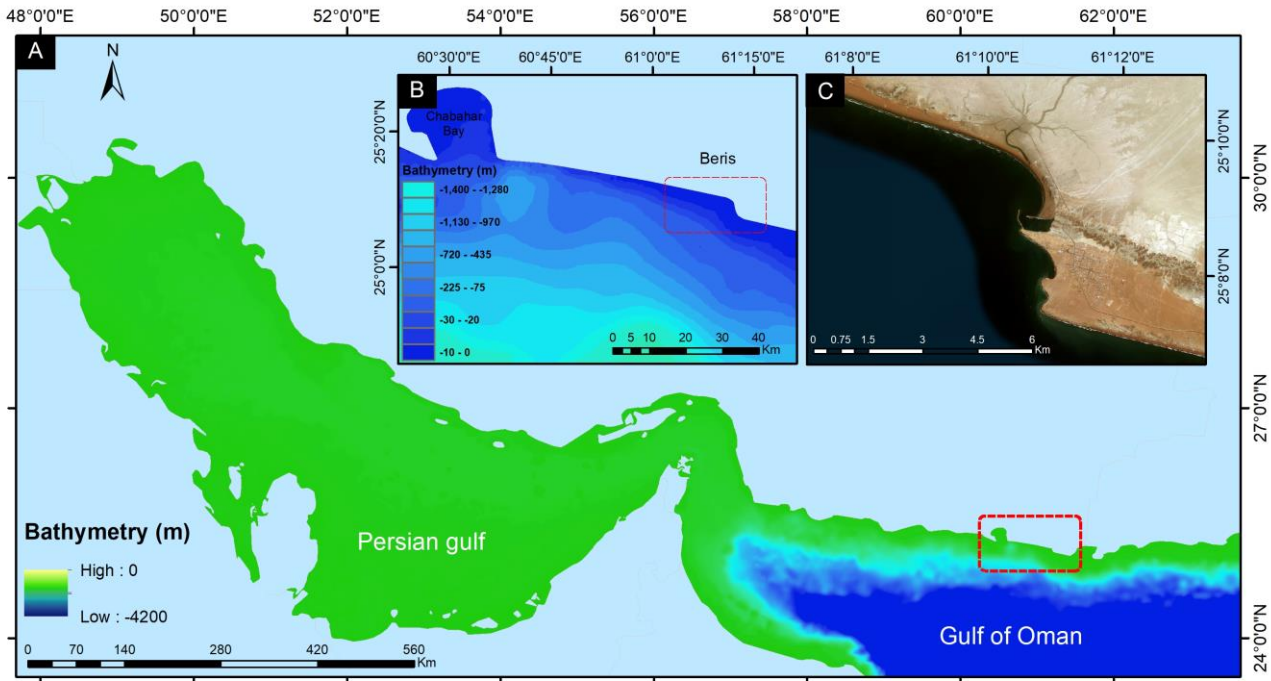 48°0'0"E 50°0'0"E 52°0'0"E 54°0'0"E 56°0'0"E 58°0'0"E 60°0'0"E 62°0'0"E
A
N
60°30'0"E 60°45'0"E 61°0'0"E 61°15'0"E
B
25°20'0"N
25°0'0"N
Chabahar
Bay
Beris
Bathymetry (m)
-1,400 - -1,280
-1,130 - -970
-720 - -435
-225 - -75
-30 - -20
-10 - 0
0 5 10 20 30 40
Km
61°8'0"E 61°10'0"E 61°12'0"E
C
25°10'0"N
25°8'0"N
0 0.75 1.5 3 4.5 6
Km
30°0'0"N
27°0'0"N
24°0'0"N
Persian gulf
Gulf of Oman
Bathymetry (m)
High : 0
Low : -4200
0 70 140 280 420 560
Km